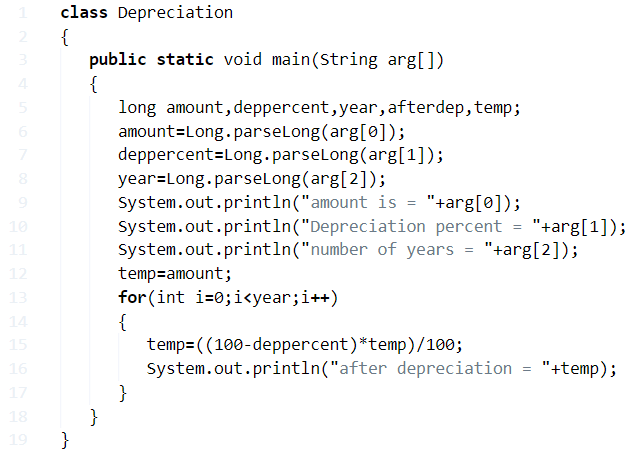 1 class Depreciation
2 {
3 public static void main(String arg[])
4 {
5 long amount,deppercent,year,afterdep,temp;
6 amount=Long.parseLong(arg[0]);
7 deppercent=Long.parseLong(arg[1]);
8 year=Long.parseLong(arg[2]);
9 System.out.println("amount is = "+arg[0]);
10 System.out.println("Depreciation percent = "+arg[1]);
11 System.out.println("number of years = "+arg[2]);
12 temp=amount;
13 for(int i=0;i<year;i++)
14 {
15 temp=((100-deppercent)*temp)/100;
16 System.out.println("after depreciation = "+temp);
17 }
18 }
19 }